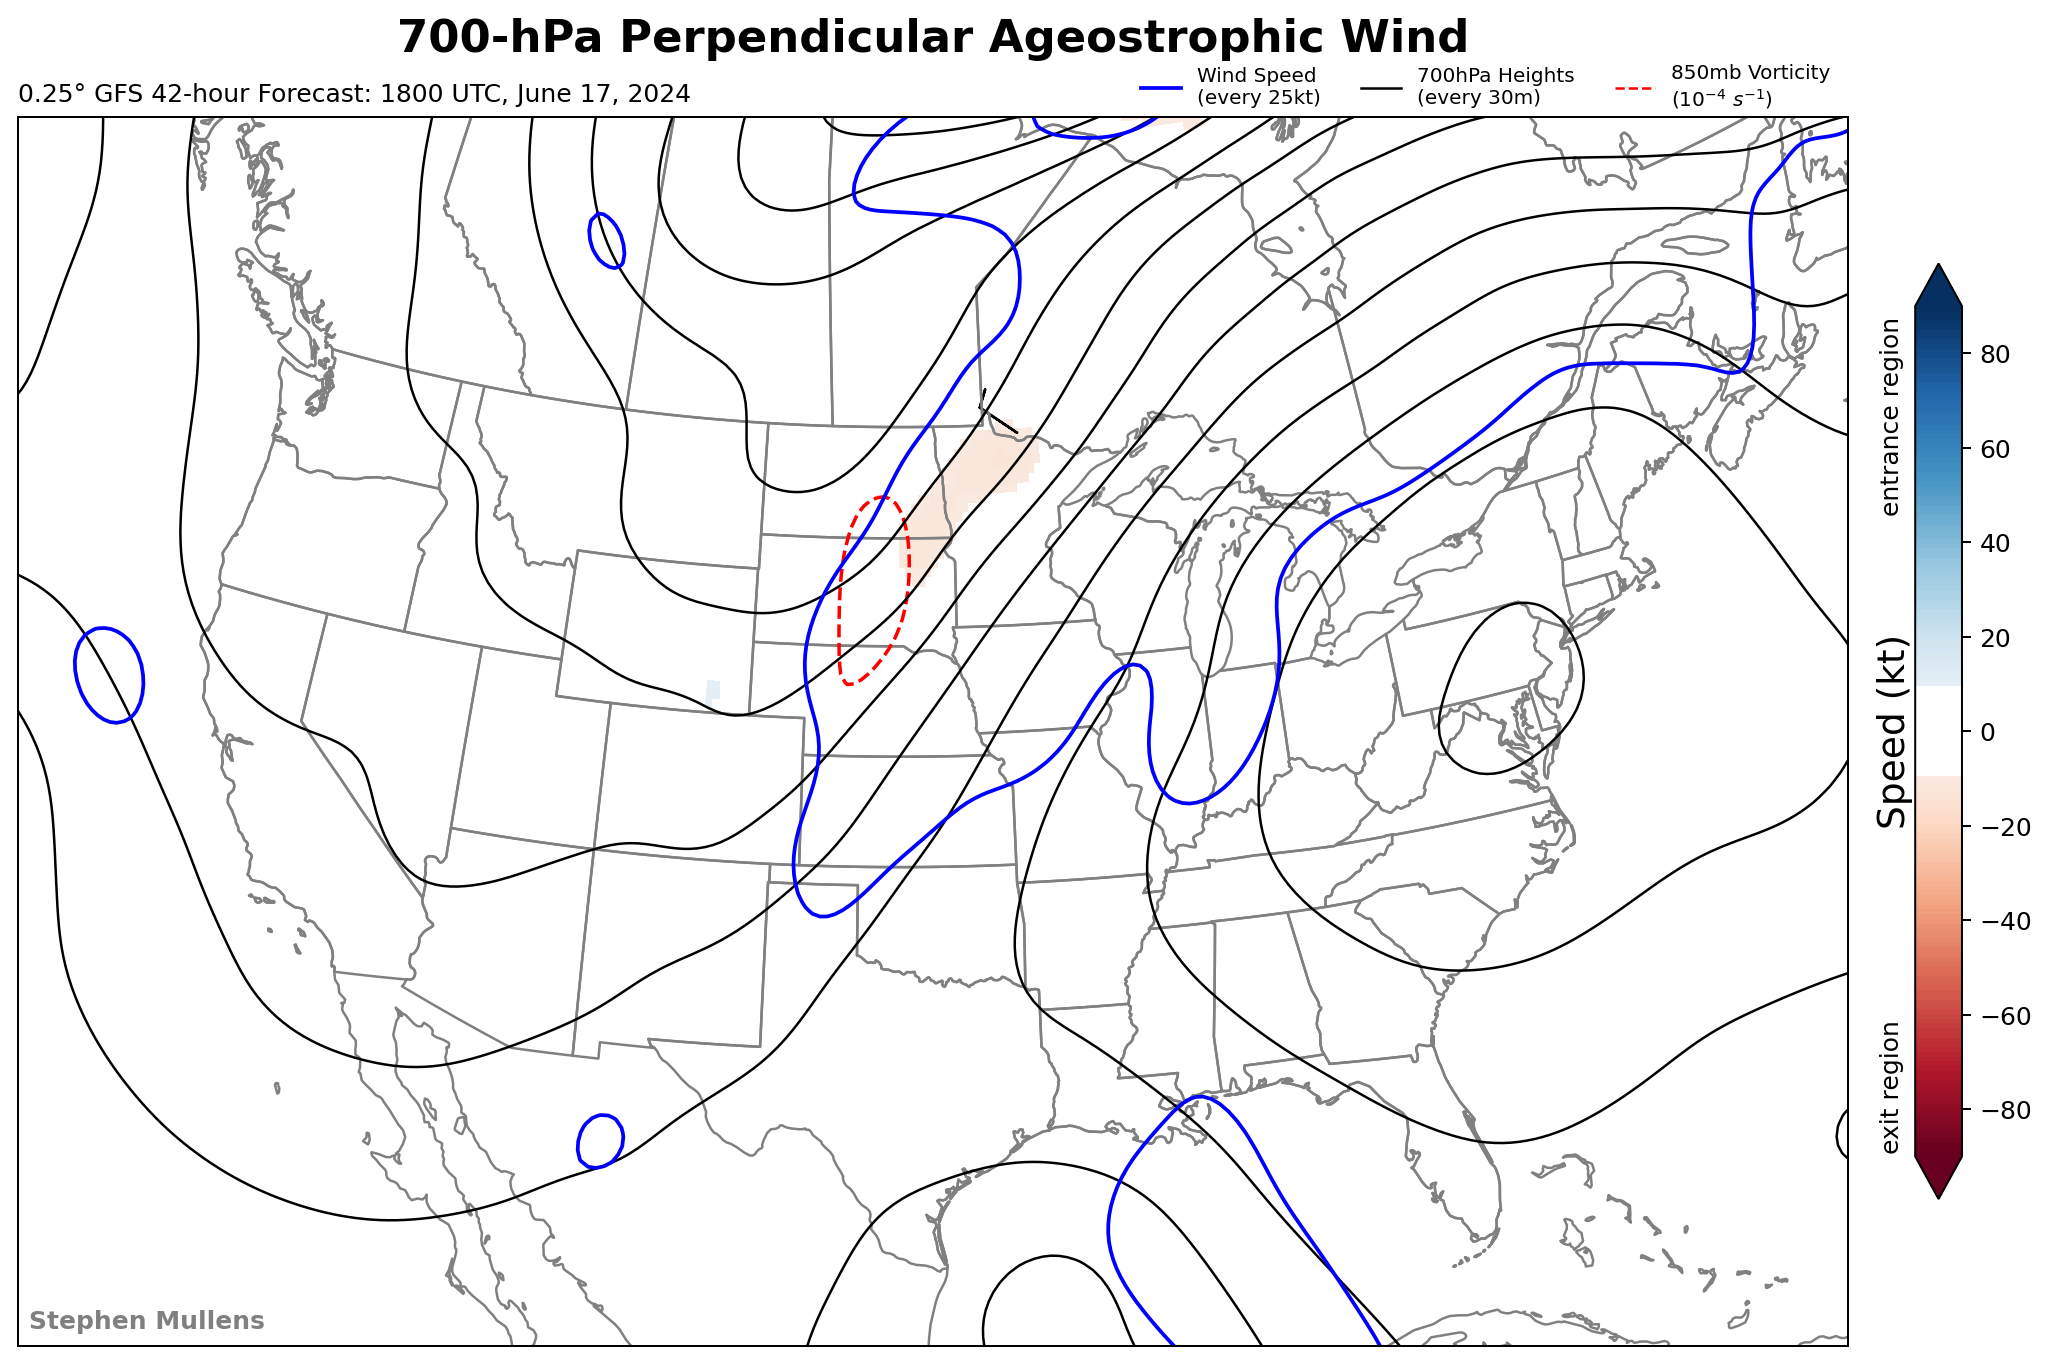 700-hPa Perpendicular Ageostrophic Wind
0.25° GFS 42-hour Forecast: 1800 UTC, June 17, 2024
Wind Speed
(every 25kt)
700hPa Heights
(every 30m)
850mb Vorticity
(10⁻⁴ s⁻¹)
entrance region
Speed (kt)
exit region
80
60
40
20
0
−20
−40
−60
−80
Stephen Mullens